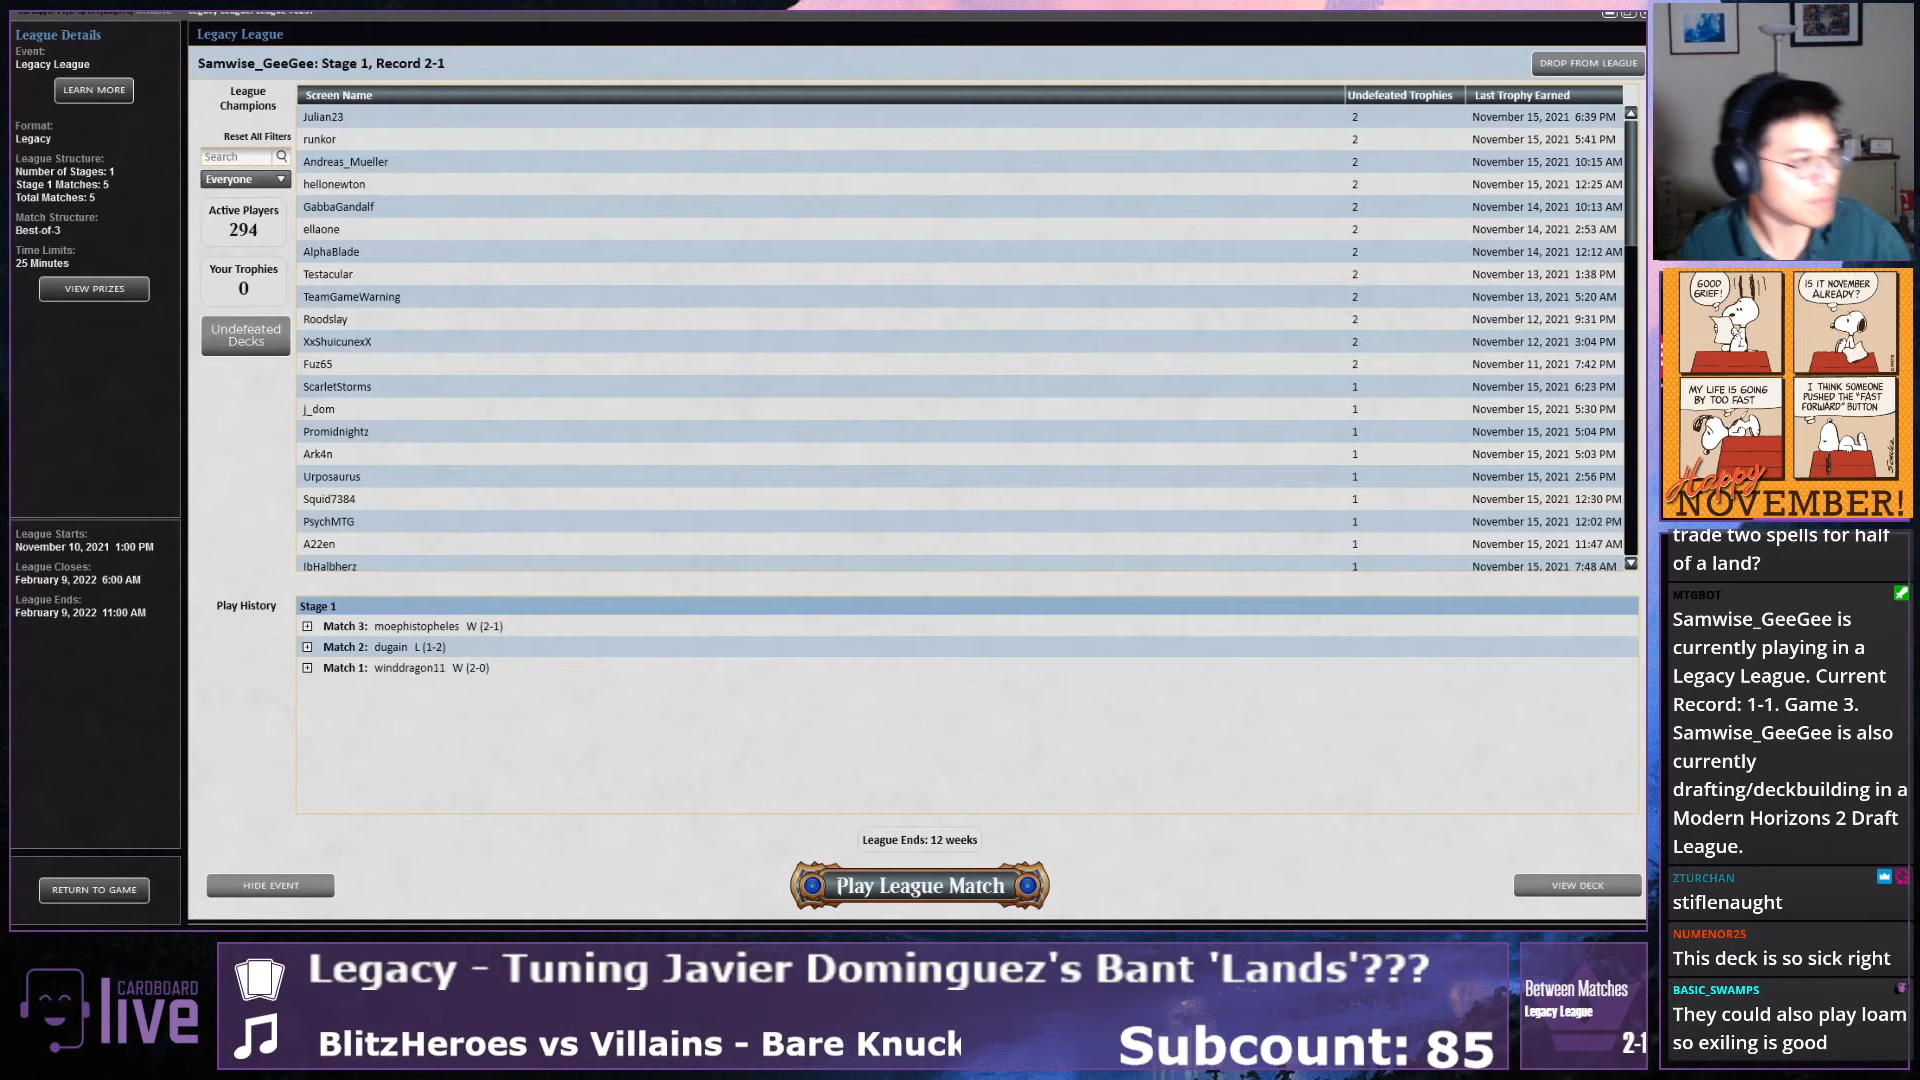 League Details
Event:
Legacy League
LEARN MORE
Format:
Legacy
League Structure:
Number of Stages: 1
Stage 1 Matches: 5
Total Matches: 5
Match Structure:
Best-of-3
Time Limits:
25 Minutes
VIEW PRIZES
League Starts:
November 10, 2021 1:00 PM
League Closes:
February 9, 2022 6:00 AM
League Ends:
February 9, 2022 11:00 AM
RETURN TO GAME
Legacy League
Samwise_GeeGee: Stage 1, Record 2-1
DROP FROM LEAGUE
League
Champions
Reset All Filters
Search
Everyone
Active Players
294
Your Trophies
0
Undefeated
Decks
Screen Name Undefeated Trophies Last Trophy Earned
Julian23 2 November 15, 2021 6:39 PM
runkor 2 November 15, 2021 5:41 PM
Andreas_Mueller 2 November 15, 2021 10:15 AM
hellonewton 2 November 15, 2021 12:25 AM
GabbaGandalf 2 November 14, 2021 10:13 AM
ellaone 2 November 14, 2021 2:53 AM
AlphaBlade 2 November 14, 2021 12:12 AM
Testacular 2 November 13, 2021 1:38 PM
TeamGameWarning 2 November 13, 2021 5:20 AM
Roodslay 2 November 12, 2021 9:31 PM
XxShuicunexX 2 November 12, 2021 3:04 PM
Fuz65 2 November 11, 2021 7:42 PM
ScarletStorms 1 November 15, 2021 6:23 PM
j_dom 1 November 15, 2021 5:30 PM
Promidnightz 1 November 15, 2021 5:04 PM
Ark4n 1 November 15, 2021 5:03 PM
Urposaurus 1 November 15, 2021 2:56 PM
Squid7384 1 November 15, 2021 12:30 PM
PsychMTG 1 November 15, 2021 12:02 PM
A22en 1 November 15, 2021 11:47 AM
IbHalbherz 1 November 15, 2021 7:48 AM
Play History
Stage 1
Match 3: moephistopheles W (2-1)
Match 2: dugain L (1-2)
Match 1: winddragon11 W (2-0)
League Ends: 12 weeks
HIDE EVENT
Play League Match
VIEW DECK
GOOD
GRIEF!
IS IT NOVEMBER
ALREADY?
MY LIFE IS GOING
BY TOO FAST
I THINK SOMEONE
PUSHED THE "FAST
FORWARD" BUTTON
SCHULZ
Happy
NOVEMBER!
trade two spells for half
of a land?
MTGBOT
Samwise_GeeGee is
currently playing in a
Legacy League. Current
Record: 1-1. Game 3.
Samwise_GeeGee is also
currently
drafting/deckbuilding in a
Modern Horizons 2 Draft
League.
ZTURCHAN
stiflenaught
NUMENOR25
This deck is so sick right
BASIC_SWAMPS
They could also play loam
so exiling is good
CARDBOARD
live
Legacy - Tuning Javier Dominguez's Bant 'Lands'???
BlitzHeroes vs Villains - Bare Knuck
Subcount: 85
Between Matches
Legacy League
2-1